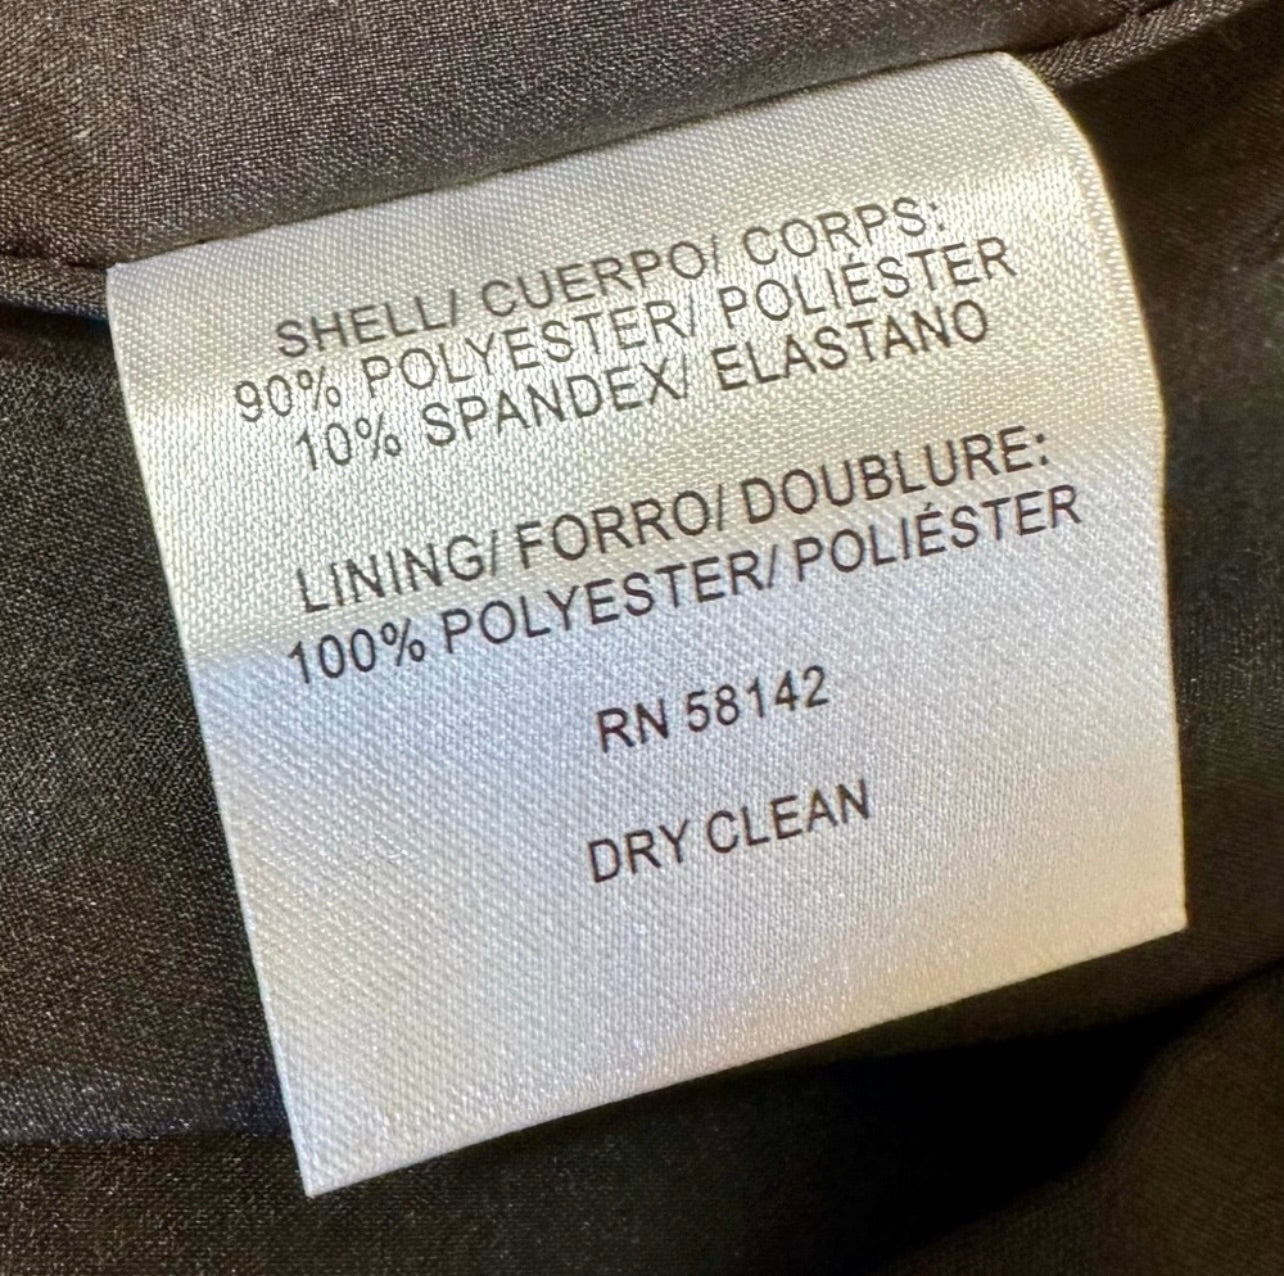 SHELL/ CUERPO/ CORPS:
90% POLYESTER/ POLIÉSTER
10% SPANDEX/ ELASTANO
LINING/ FORRO/ DOUBLURE:
100% POLYESTER/ POLIÉSTER
RN 58142
DRY CLEAN